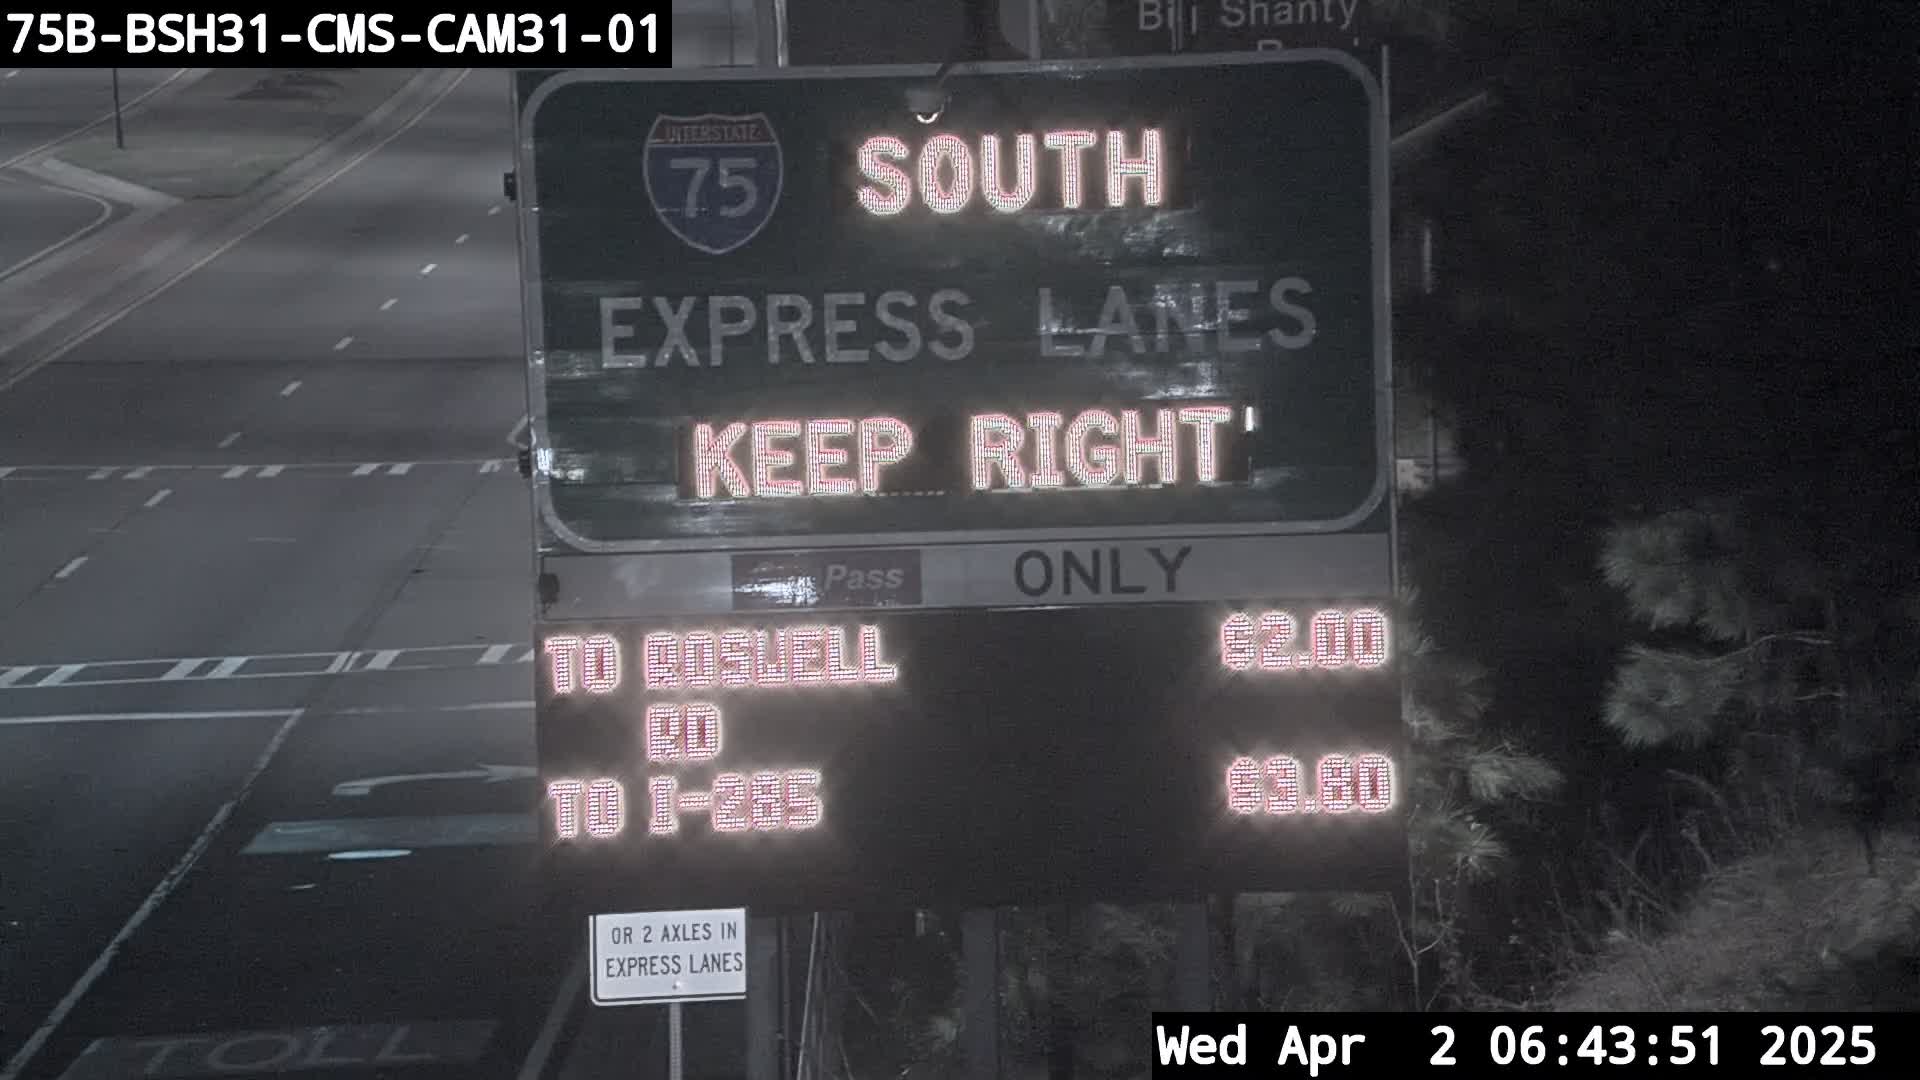 75B-BSH31-CMS-CAM31-01
Bill Shanty
INTERSTATE
75
SOUTH
EXPRESS LANES
KEEP RIGHT
Pass ONLY
TO ROSWELL $2.00
RD
TO I-285 $3.80
OR 2 AXLES IN
EXPRESS LANES
TOLL
Wed Apr 2 06:43:51 2025